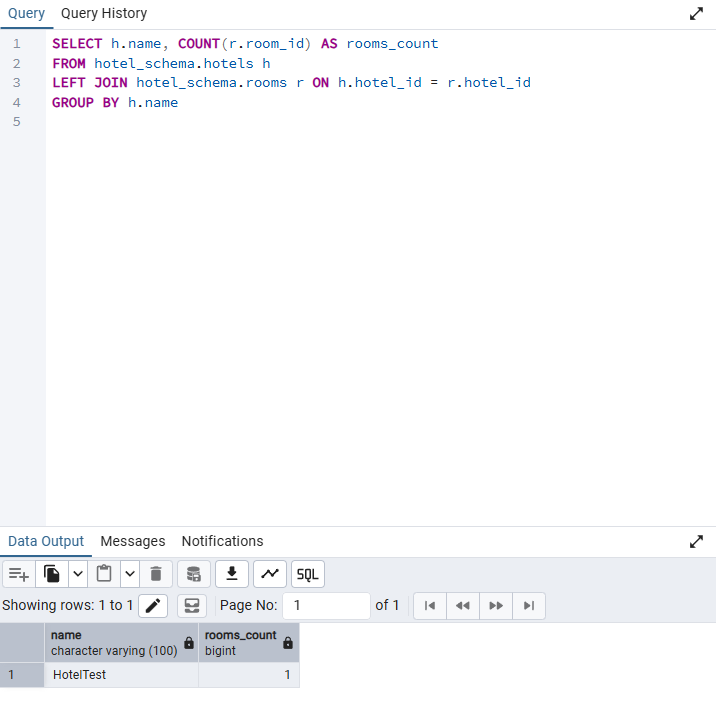 Query Query History
1 SELECT h.name, COUNT(r.room_id) AS rooms_count
2 FROM hotel_schema.hotels h
3 LEFT JOIN hotel_schema.rooms r ON h.hotel_id = r.hotel_id
4 GROUP BY h.name
5
Data Output Messages Notifications
SQL
Showing rows: 1 to 1 Page No: 1 of 1
name rooms_count
character varying (100) bigint
1 HotelTest 1